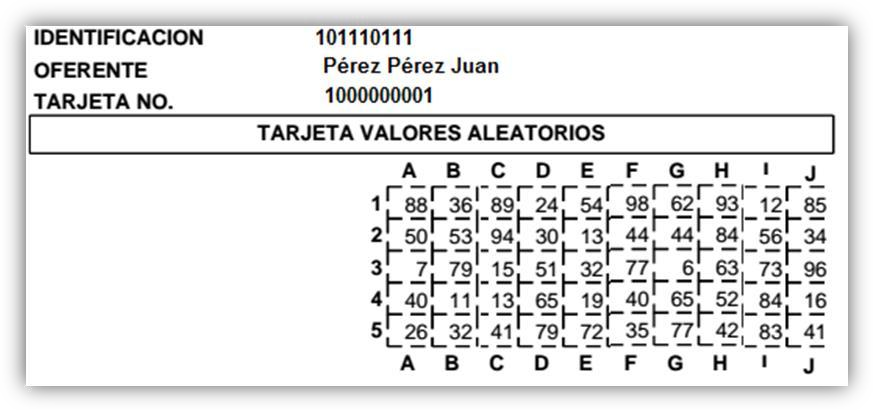 IDENTIFICACION 101110111
OFERENTE Pérez Pérez Juan
TARJETA NO. 1000000001
TARJETA VALORES ALEATORIOS
A B C D E F G H I J
1 88 36 89 24 54 98 62 93 12 85
2 50 53 94 30 13 44 44 84 56 34
3 7 79 15 51 32 77 6 63 73 96
4 40 11 13 65 19 40 65 52 84 16
5 26 32 41 79 72 35 77 42 83 41
A B C D E F G H I J